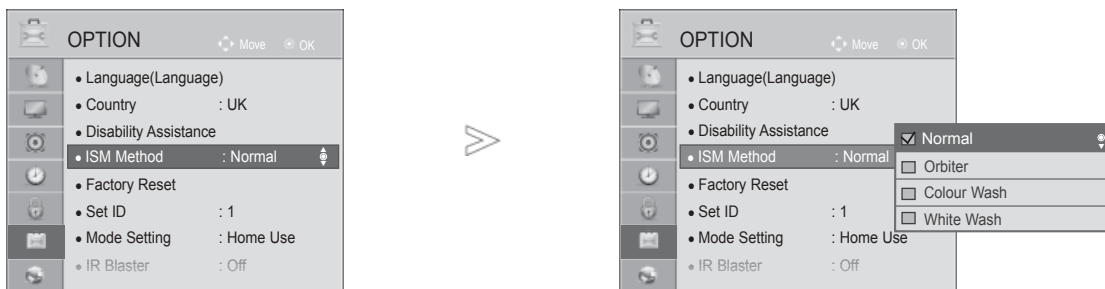 OPTION
Move OK
• Language(Language)
• Country : UK
• Disability Assistance
• ISM Method : Normal
• Factory Reset
• Set ID : 1
• Mode Setting : Home Use
• IR Blaster : Off
OPTION
Move OK
• Language(Language)
• Country : UK
• Disability Assistance
• ISM Method : Normal
• Factory Reset
• Set ID : 1
• Mode Setting : Home Use
• IR Blaster : Off
Normal
Orbiter
Colour Wash
White Wash